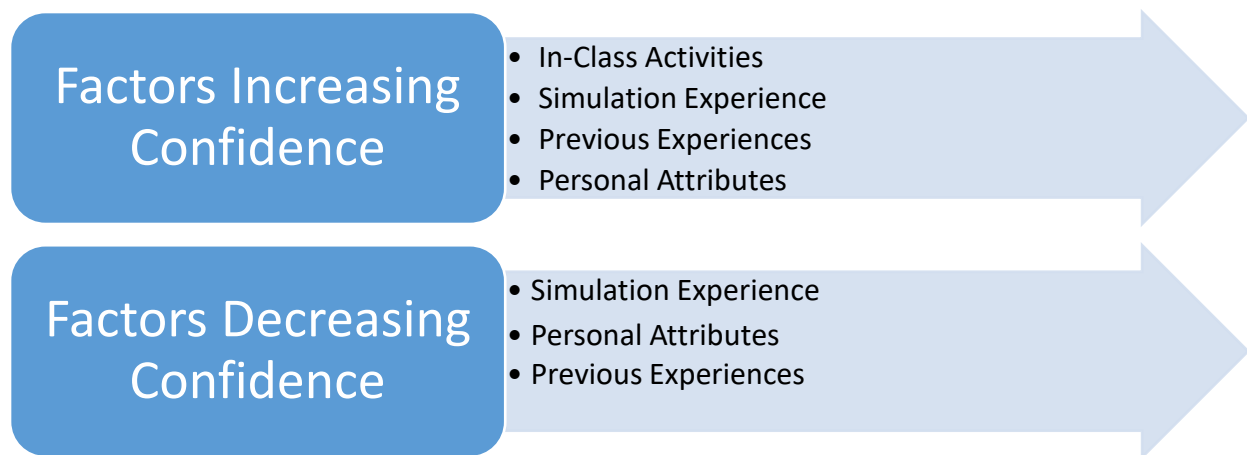 Factors Increasing
Confidence
• In-Class Activities
• Simulation Experience
• Previous Experiences
• Personal Attributes
Factors Decreasing
Confidence
• Simulation Experience
• Personal Attributes
• Previous Experiences